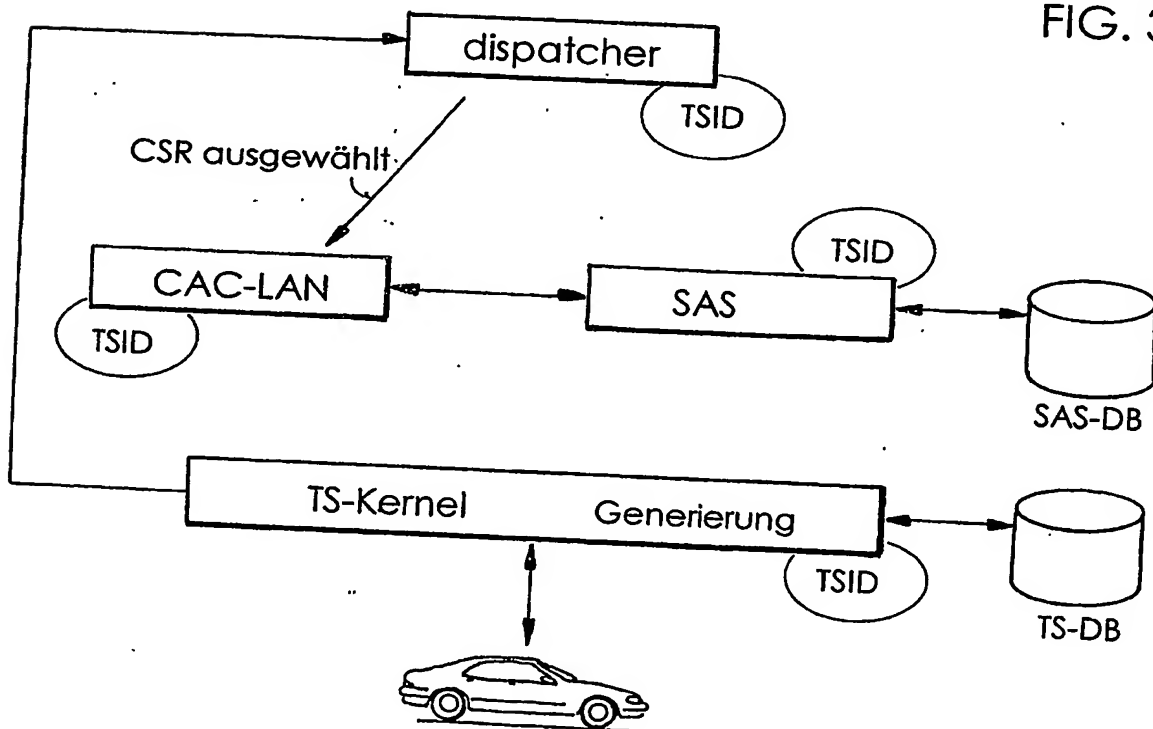 FIG. 3
dispatcher
TSID
CSR ausgewählt
TSID
CAC-LAN
SAS
TSID
SAS-DB
TS-Kernel Generierung
TSID
TS-DB